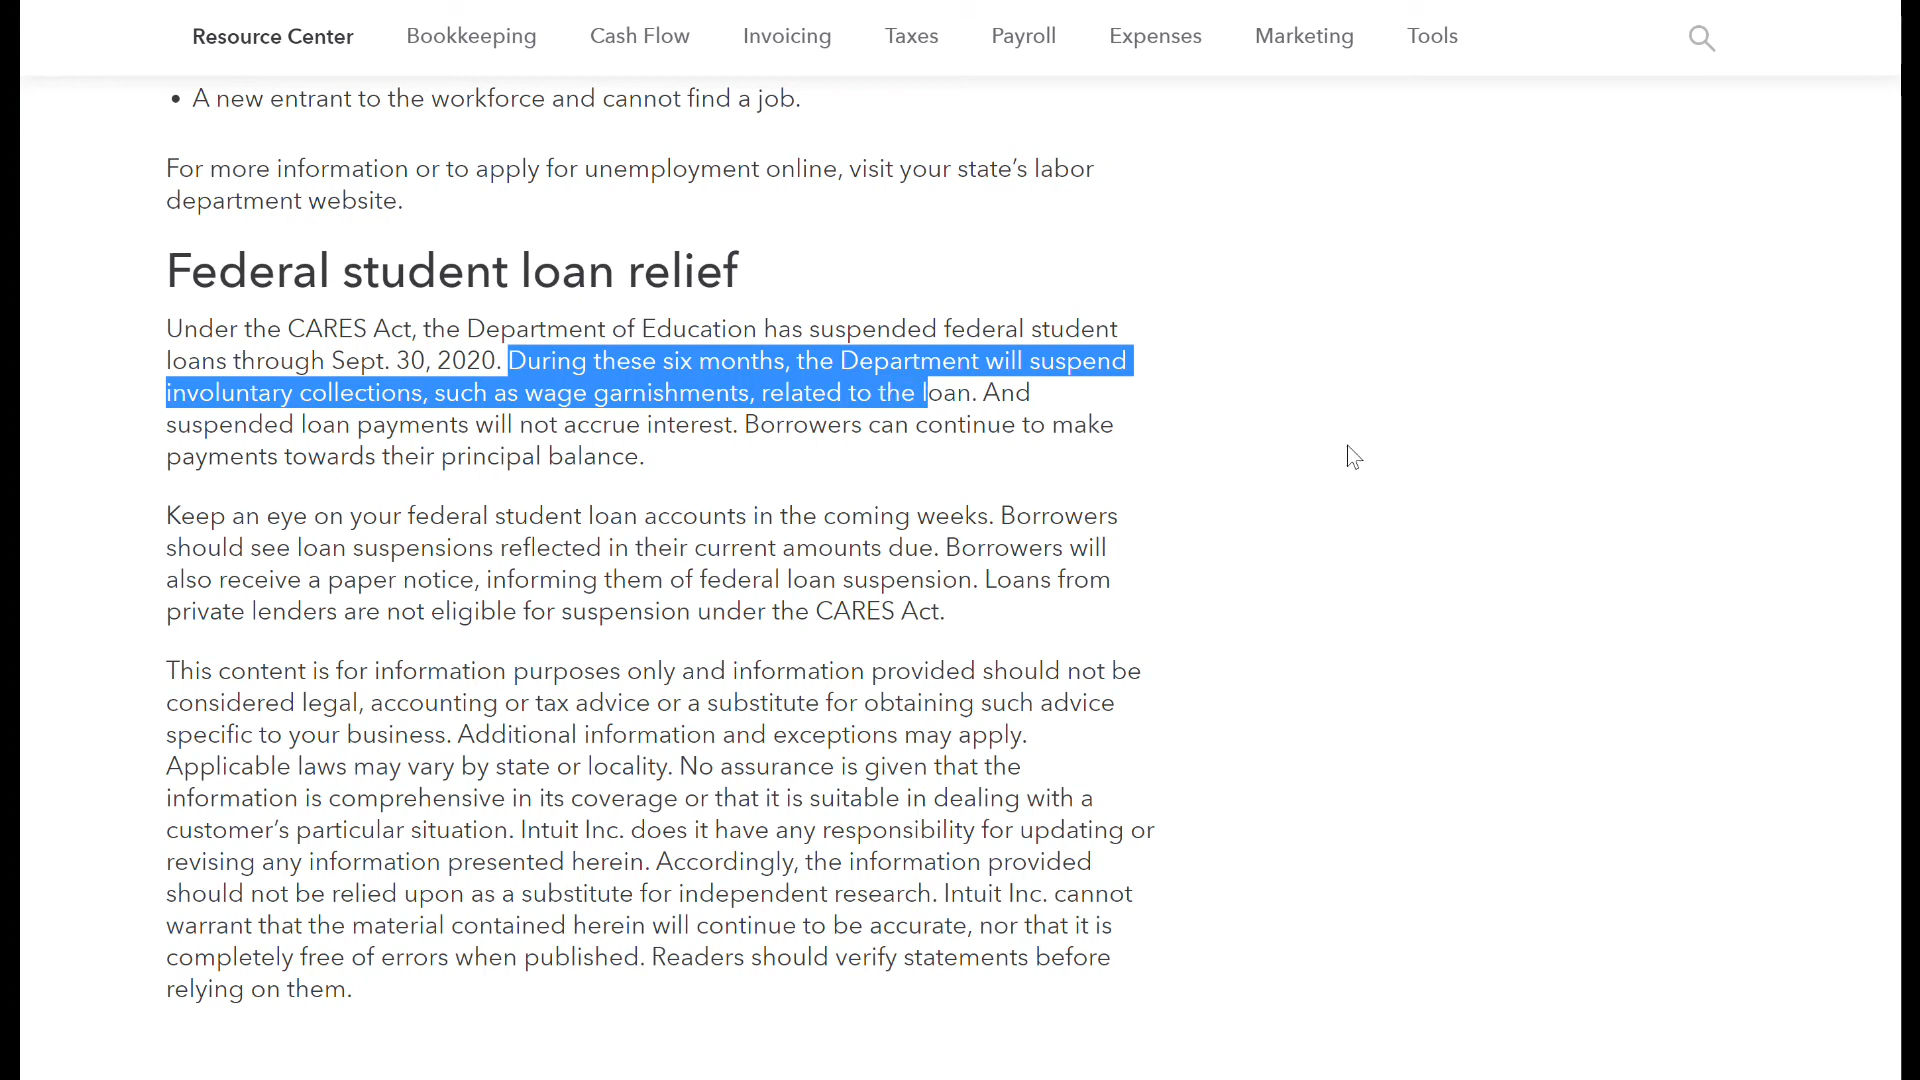 Resource Center Bookkeeping Cash Flow Invoicing Taxes Payroll Expenses Marketing Tools
• A new entrant to the workforce and cannot find a job.
For more information or to apply for unemployment online, visit your state’s labor
department website.
Federal student loan relief
Under the CARES Act, the Department of Education has suspended federal student
loans through Sept. 30, 2020. During these six months, the Department will suspend
involuntary collections, such as wage garnishments, related to the loan. And
suspended loan payments will not accrue interest. Borrowers can continue to make
payments towards their principal balance.
Keep an eye on your federal student loan accounts in the coming weeks. Borrowers
should see loan suspensions reflected in their current amounts due. Borrowers will
also receive a paper notice, informing them of federal loan suspension. Loans from
private lenders are not eligible for suspension under the CARES Act.
This content is for information purposes only and information provided should not be
considered legal, accounting or tax advice or a substitute for obtaining such advice
specific to your business. Additional information and exceptions may apply.
Applicable laws may vary by state or locality. No assurance is given that the
information is comprehensive in its coverage or that it is suitable in dealing with a
customer’s particular situation. Intuit Inc. does it have any responsibility for updating or
revising any information presented herein. Accordingly, the information provided
should not be relied upon as a substitute for independent research. Intuit Inc. cannot
warrant that the material contained herein will continue to be accurate, nor that it is
completely free of errors when published. Readers should verify statements before
relying on them.